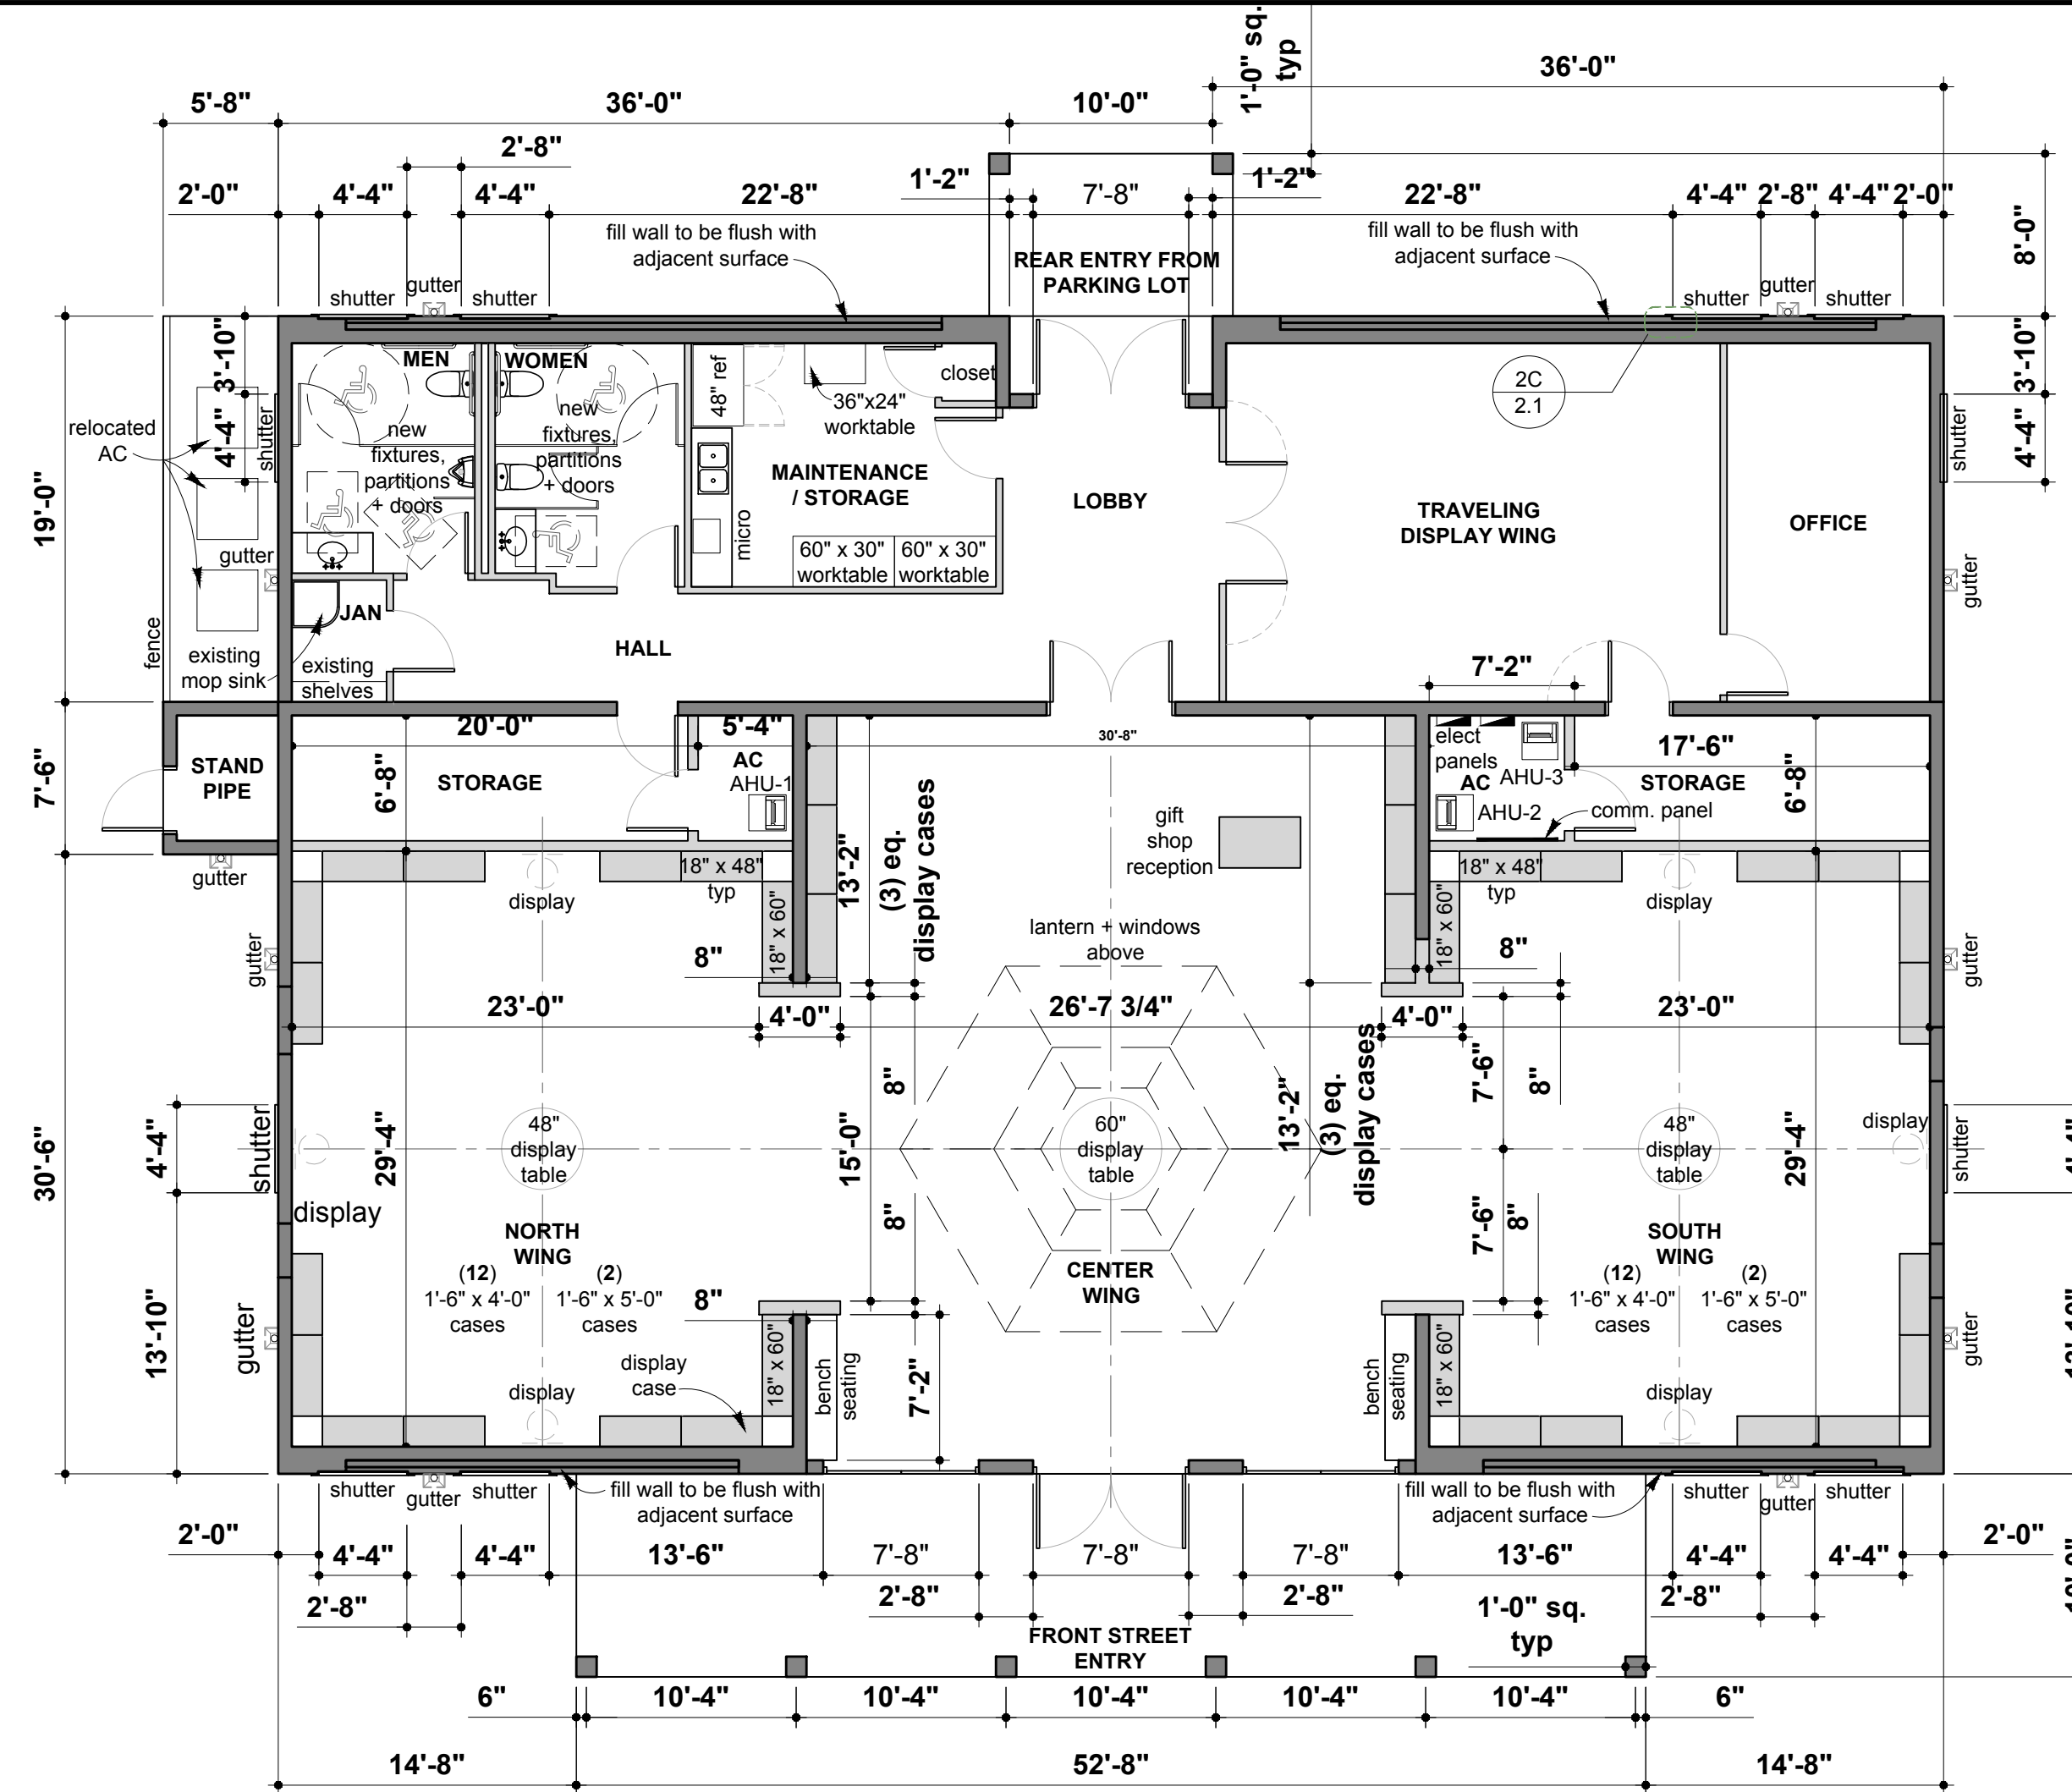 1'-0" sq.
typ
36'-0"
5'-8"
36'-0"
10'-0"
2'-8"
2'-0"
4'-4"
4'-4"
22'-8"
1'-2"
7'-8"
1'-2"
22'-8"
4'-4"
2'-8"
4'-4"
2'-0"
8'-0"
fill wall to be flush with
adjacent surface
fill wall to be flush with
adjacent surface
REAR ENTRY FROM
PARKING LOT
shutter
gutter
shutter
shutter
gutter
shutter
3'-10"
4'-4"
shutter
relocated
AC
19'-0"
gutter
fence
existing
mop sink
MEN
WOMEN
new
fixtures,
partitions
+ doors
new
fixtures,
partitions
+ doors
48" ref
36"x24"
worktable
closet
MAINTENANCE
/ STORAGE
micro
60" x 30"
worktable
60" x 30"
worktable
LOBBY
2C
2.1
TRAVELING
DISPLAY WING
OFFICE
3'-10"
4'-4"
shutter
gutter
JAN
existing
shelves
HALL
7'-2"
7'-6"
STAND
PIPE
gutter
20'-0"
5'-4"
6'-8"
STORAGE
AC
AHU-1
30'-8"
elect
panels
AC
AHU-3
AHU-2
comm. panel
17'-6"
STORAGE
6'-8"
gift
shop
reception
13'-2"
(3) eq.
display cases
18" x 48"
typ
18" x 60"
display
8"
gutter
lantern + windows
above
18" x 48"
typ
18" x 60"
display
8"
gutter
23'-0"
4'-0"
26'-7 3/4"
4'-0"
23'-0"
30'-6"
4'-4"
shutter
29'-4"
48"
display
table
15'-0"
8"
8"
60"
display
table
13'-2"
(3) eq.
display cases
7'-6"
8"
7'-6"
8"
48"
display
table
29'-4"
display
shutter
4'-4"
display
13'-10"
gutter
NORTH
WING
(12)
1'-6" x 4'-0"
cases
(2)
1'-6" x 5'-0"
cases
8"
18" x 60"
display
case
display
bench
seating
7'-2"
CENTER
WING
bench
seating
18" x 60"
SOUTH
WING
(12)
1'-6" x 4'-0"
cases
(2)
1'-6" x 5'-0"
cases
display
gutter
13'-10"
shutter
gutter
shutter
fill wall to be flush with
adjacent surface
fill wall to be flush with
adjacent surface
shutter
gutter
shutter
2'-0"
4'-4"
4'-4"
13'-6"
7'-8"
7'-8"
7'-8"
13'-6"
4'-4"
4'-4"
2'-0"
2'-8"
2'-8"
2'-8"
1'-0" sq.
typ
2'-8"
10'-0"
FRONT STREET
ENTRY
6"
10'-4"
10'-4"
10'-4"
10'-4"
10'-4"
6"
14'-8"
52'-8"
14'-8"